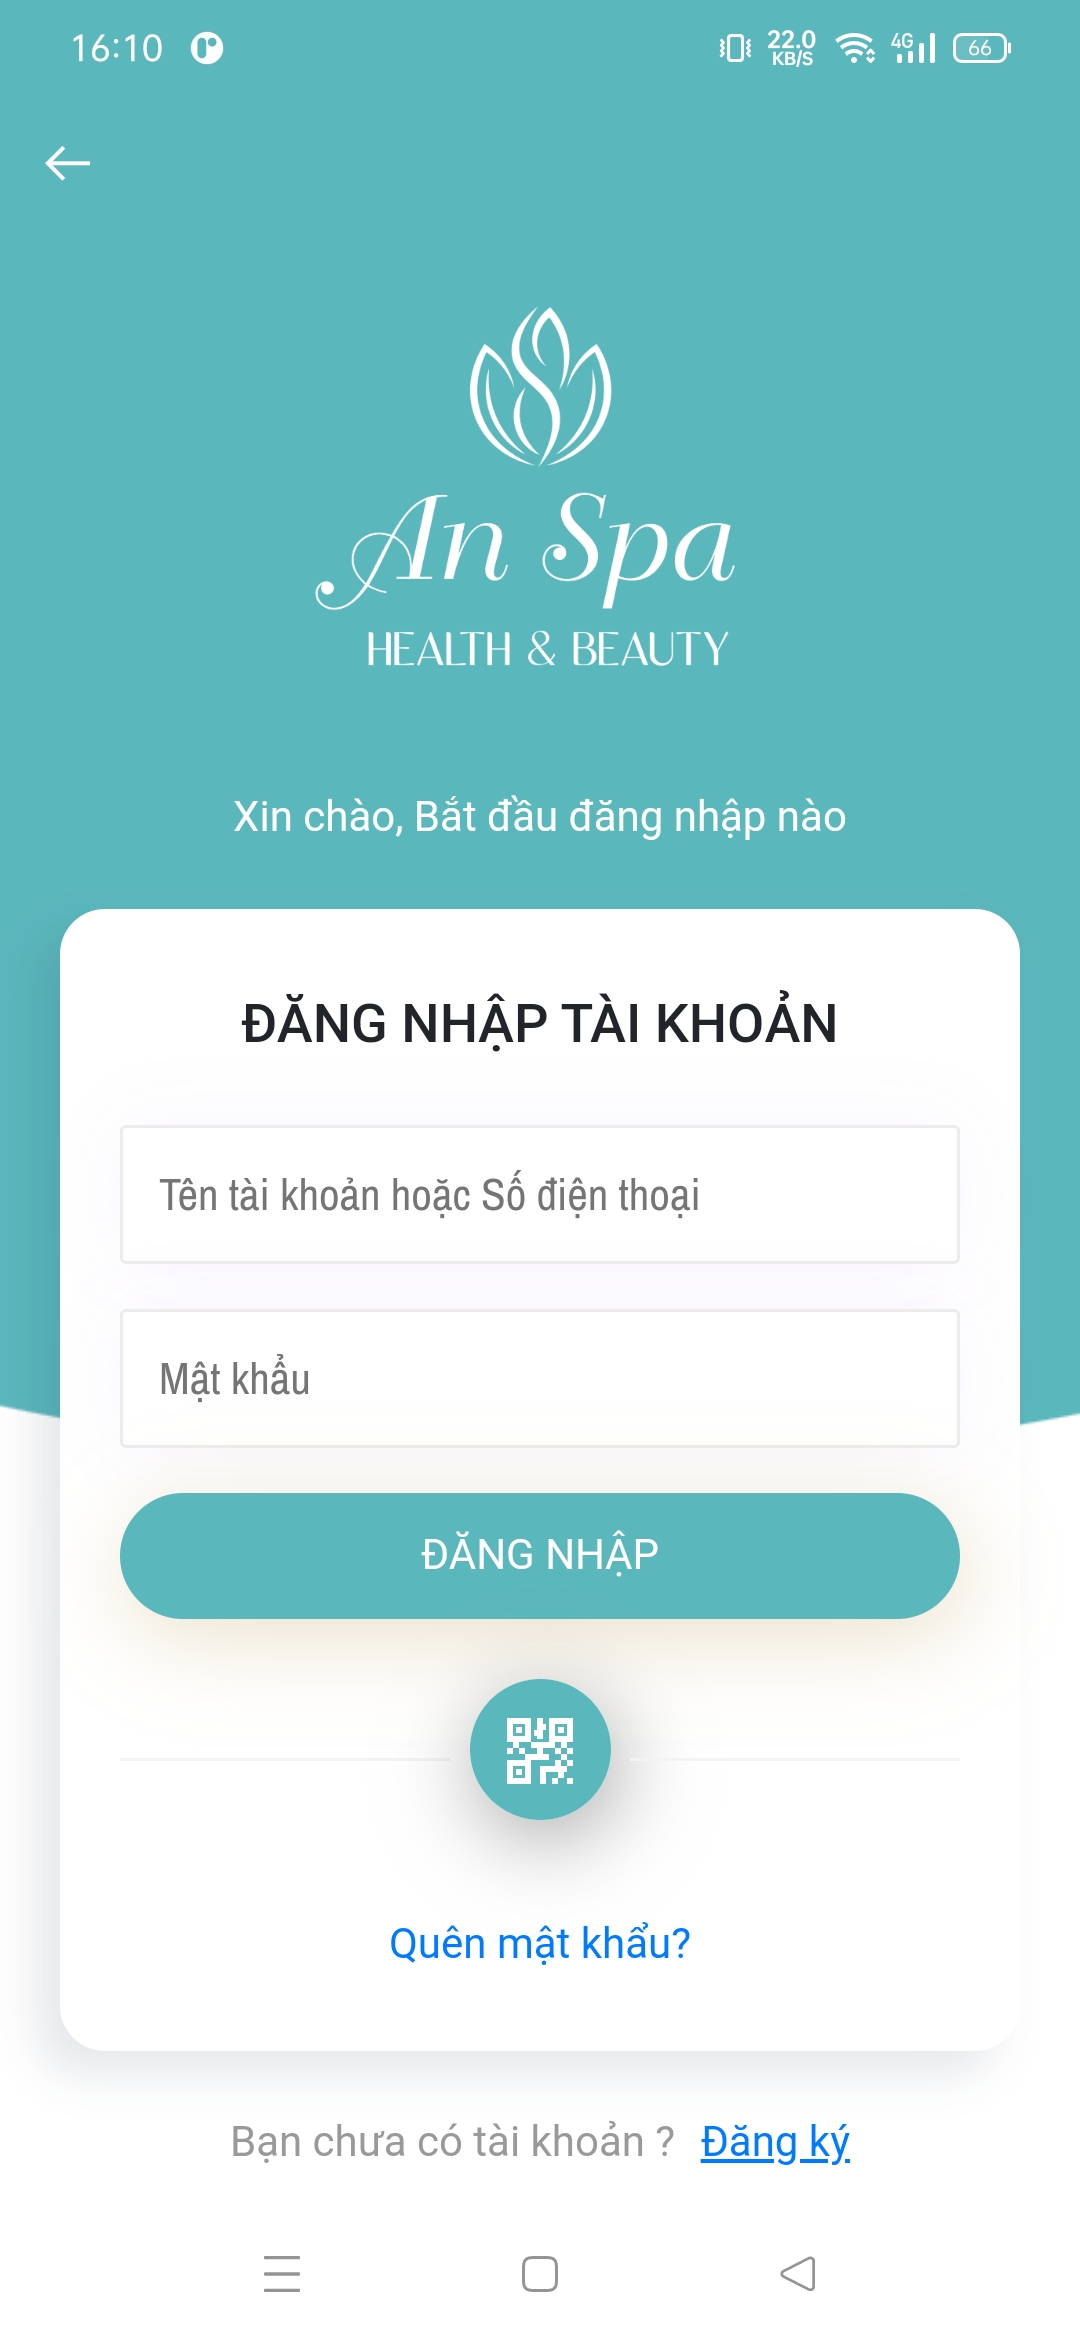 16:10
22.0
KB/S
4G
66
An Spa
HEALTH & BEAUTY
Xin chào, Bắt đầu đăng nhập nào
ĐĂNG NHẬP TÀI KHOẢN
Tên tài khoản hoặc Số điện thoại
Mật khẩu
ĐĂNG NHẬP
Quên mật khẩu?
Bạn chưa có tài khoản ? Đăng ký